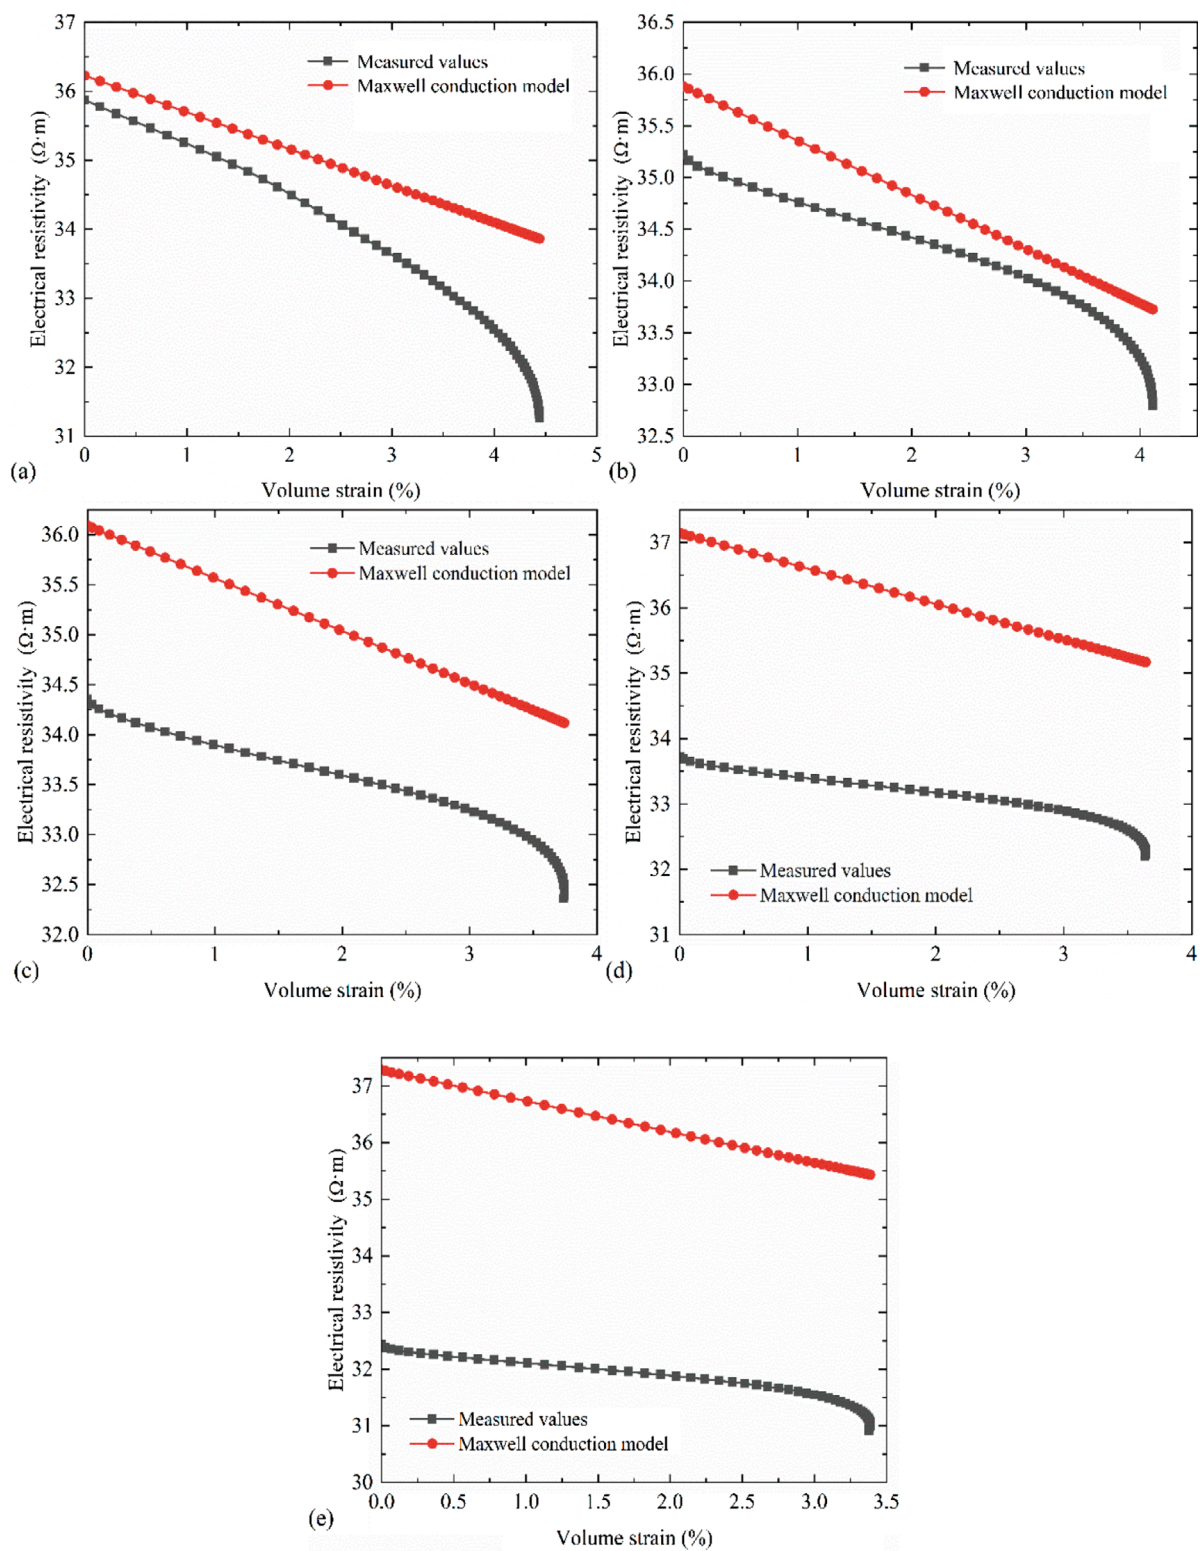 37
36
35
34
33
32
31
Electrical resistivity (Ω·m)
Measured values
Maxwell conduction model
0 1 2 3 4 5
(a)
Volume strain (%)
36.5
36.0
35.5
35.0
34.5
34.0
33.5
33.0
32.5
Electrical resistivity (Ω·m)
Measured values
Maxwell conduction model
0 1 2 3 4
(b)
Volume strain (%)
36.0
35.5
35.0
34.5
34.0
33.5
33.0
32.5
32.0
Electrical resistivity (Ω·m)
Measured values
Maxwell conduction model
0 1 2 3 4
(c)
Volume strain (%)
37
36
35
34
33
32
31
Electrical resistivity (Ω·m)
Measured values
Maxwell conduction model
0 1 2 3 4
(d)
Volume strain (%)
37
36
35
34
33
32
31
30
Electrical resistivity (Ω·m)
Measured values
Maxwell conduction model
0.0 0.5 1.0 1.5 2.0 2.5 3.0 3.5
(e)
Volume strain (%)